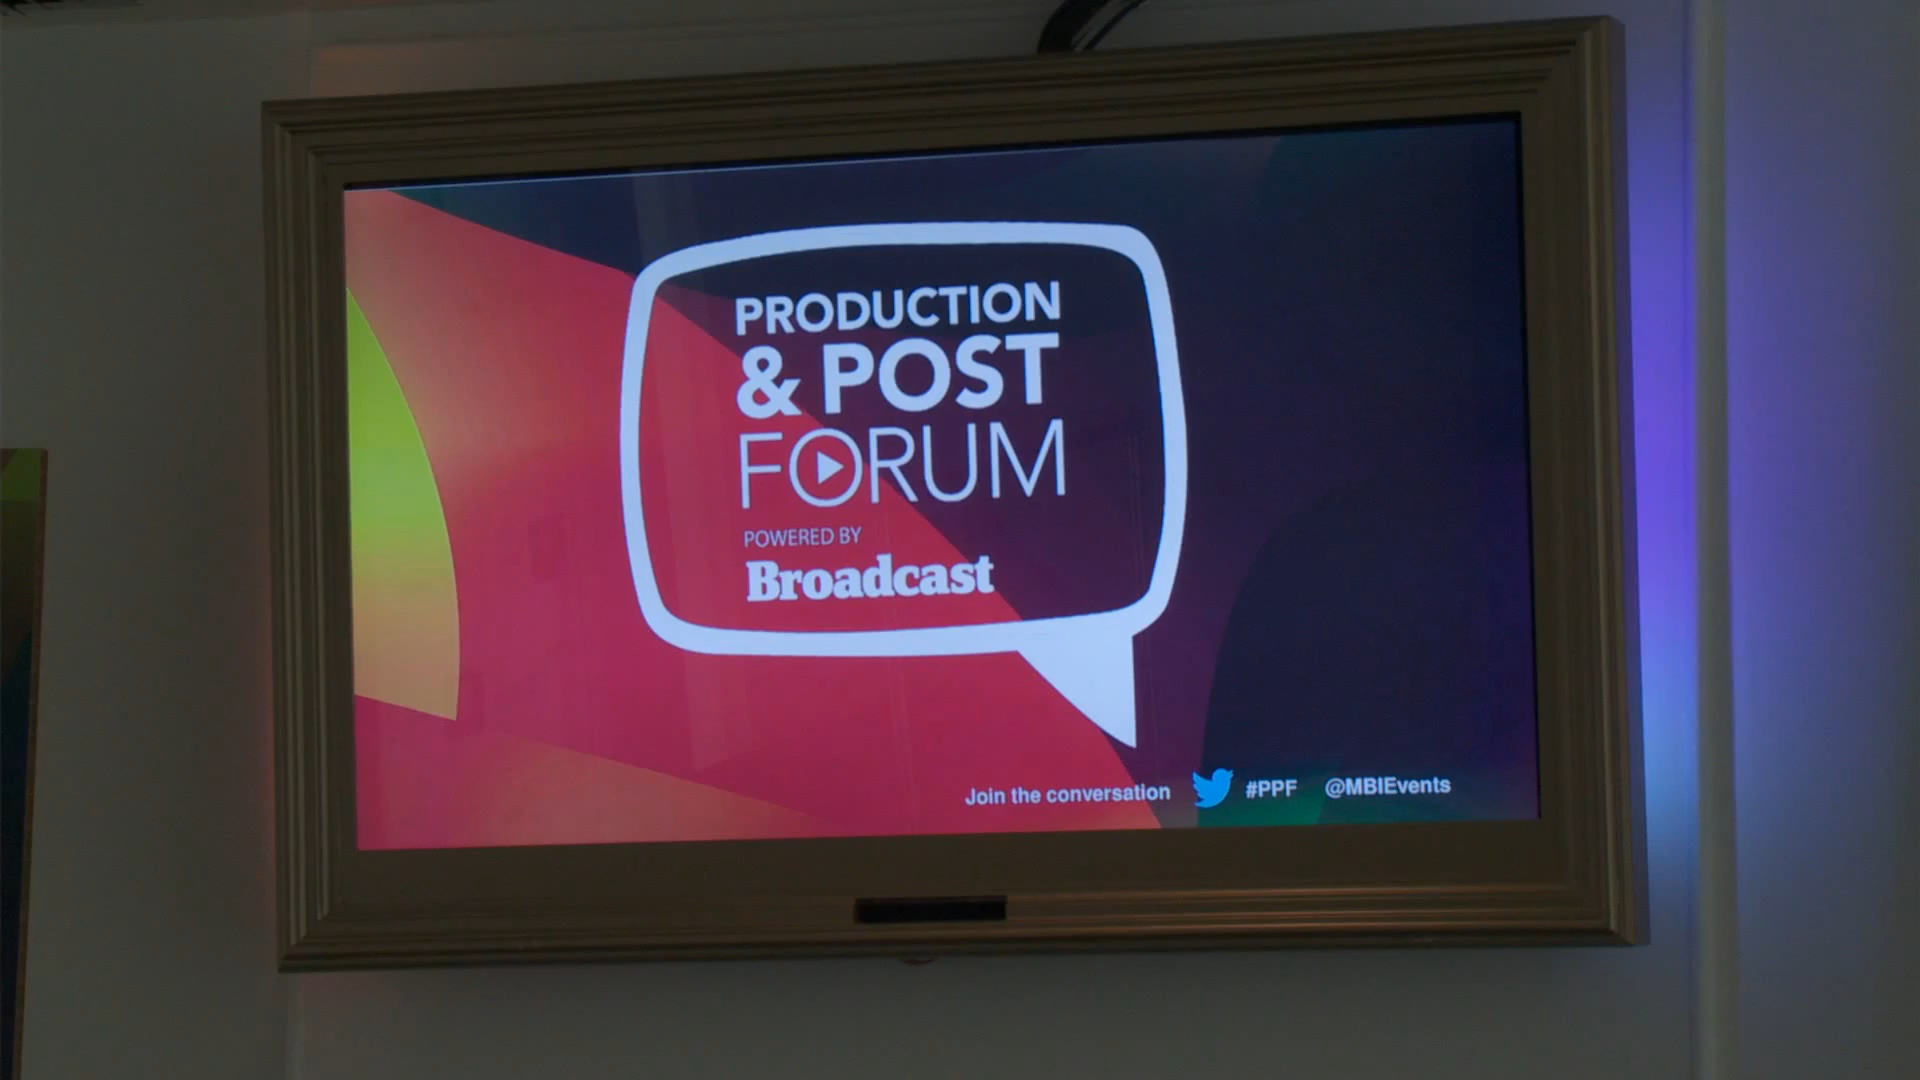 PRODUCTION
& POST
FORUM
POWERED BY
Broadcast
Join the conversation #PPF @MBIEvents